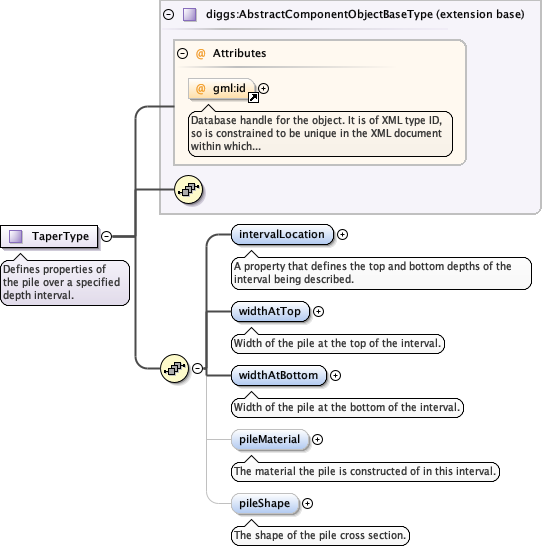 diggs:AbstractComponentObjectBaseType (extension base)
@ Attributes
@ gml:id
Database handle for the object. It is of XML type ID,
so is constrained to be unique in the XML document
within which...
TaperType
Defines properties of
the pile over a specified
depth interval.
intervalLocation
A property that defines the top and bottom depths of the
interval being described.
widthAtTop
Width of the pile at the top of the interval.
widthAtBottom
Width of the pile at the bottom of the interval.
pileMaterial
The material the pile is constructed of in this interval.
pileShape
The shape of the pile cross section.